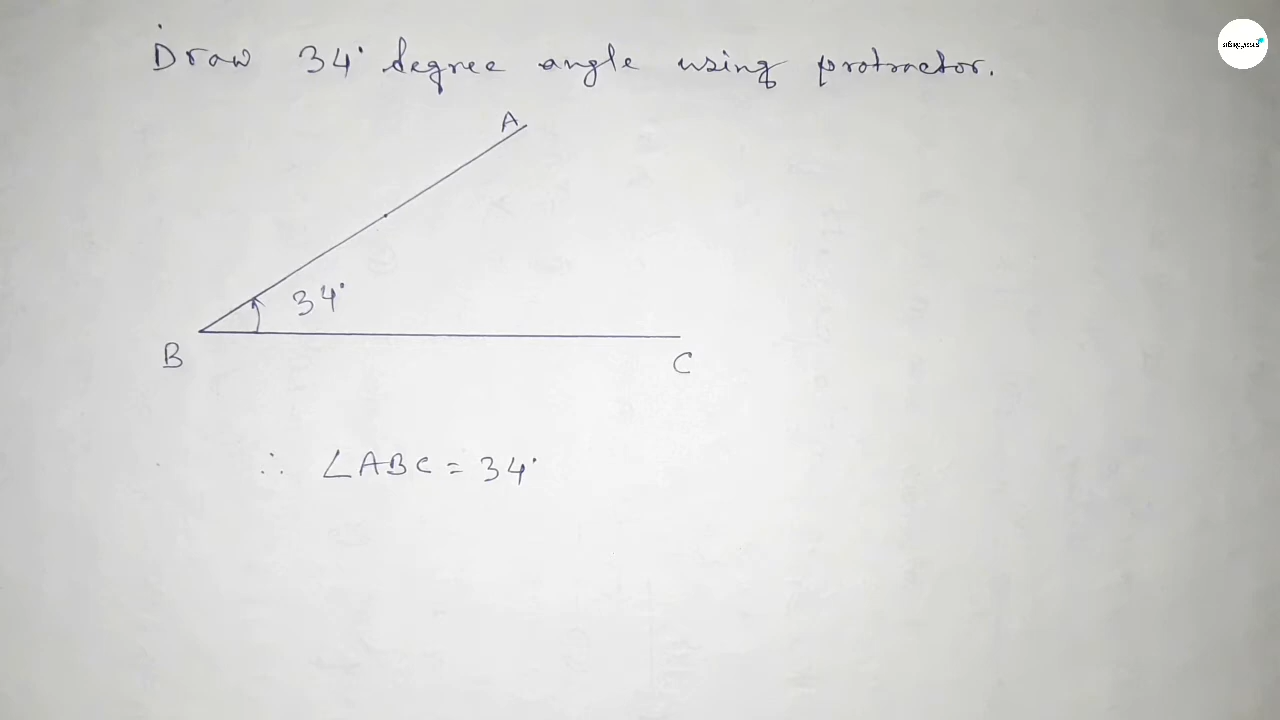 Draw 34° degree angle using protractor.
A
34°
B
C
∴ ∠ABC = 34°